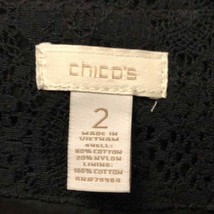 chico's
2
MADE IN
VIETNAM
SHELL:
80% COTTON
20% NYLON
LINING:
100% COTTON